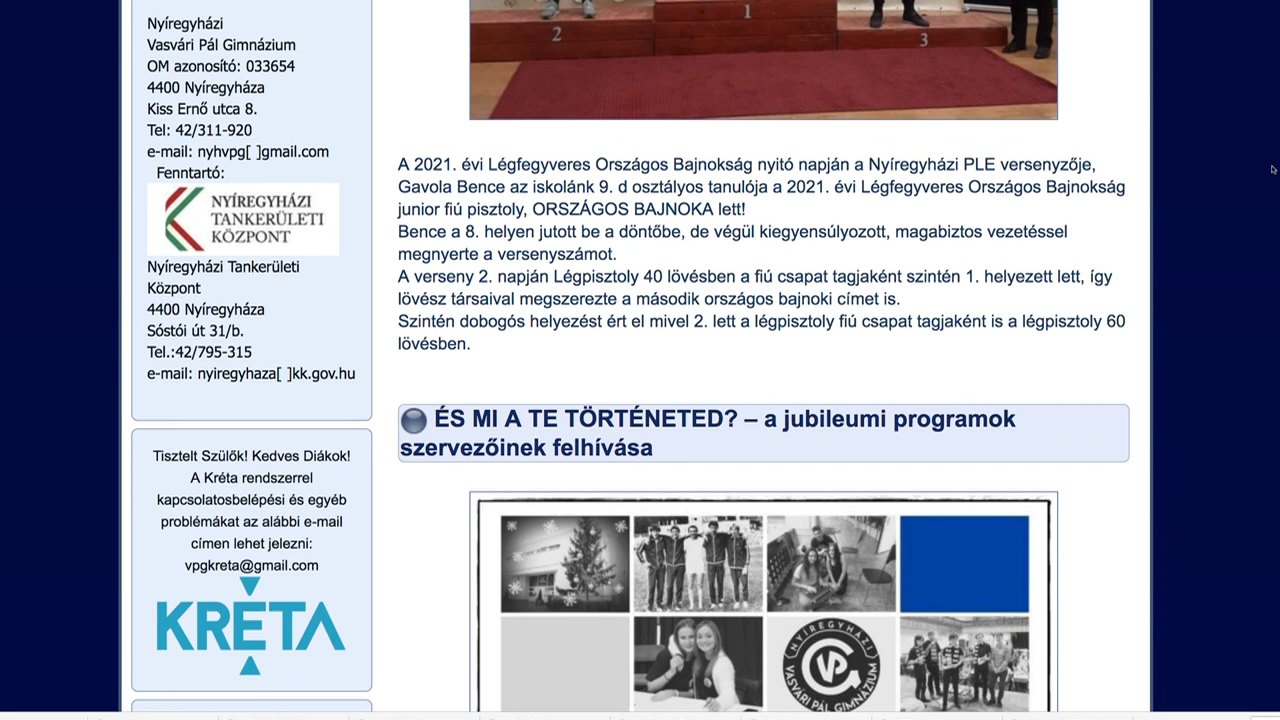 Nyíregyházi
Vasvári Pál Gimnázium
OM azonosító: 033654
4400 Nyíregyháza
Kiss Ernő utca 8.
Tel: 42/311-920
e-mail: nyhvpg[ ]gmail.com
Fenntartó:
NYÍREGYHÁZI
TANKERÜLETI
KÖZPONT
Nyíregyházi Tankerületi
Központ
4400 Nyíregyháza
Sóstói út 31/b.
Tel.:42/795-315
e-mail: nyiregyhaza[ ]kk.gov.hu
Tisztelt Szülők! Kedves Diákok!
A Kréta rendszerrel
kapcsolatosbelépési és egyéb
problémákat az alábbi e-mail
címen lehet jelezni:
vpgkreta@gmail.com
KRÉTA
2
1
3
A 2021. évi Légfegyveres Országos Bajnokság nyitó napján a Nyíregyházi PLE versenyzője,
Gavola Bence az iskolánk 9. d osztályos tanulója a 2021. évi Légfegyveres Országos Bajnokság
junior fiú pisztoly, ORSZÁGOS BAJNOKA lett!
Bence a 8. helyen jutott be a döntőbe, de végül kiegyensúlyozott, magabiztos vezetéssel
megnyerte a versenyszámot.
A verseny 2. napján Légpisztoly 40 lövésben a fiú csapat tagjaként szintén 1. helyezett lett, így
lövész társaival megszerezte a második országos bajnoki címet is.
Szintén dobogós helyezést ért el mivel 2. lett a légpisztoly fiú csapat tagjaként is a légpisztoly 60
lövésben.
ÉS MI A TE TÖRTÉNETED? – a jubileumi programok
szervezőinek felhívása
NYÍREGYHÁZI
VPG
VASVÁRI PÁL GIMNÁZIUM